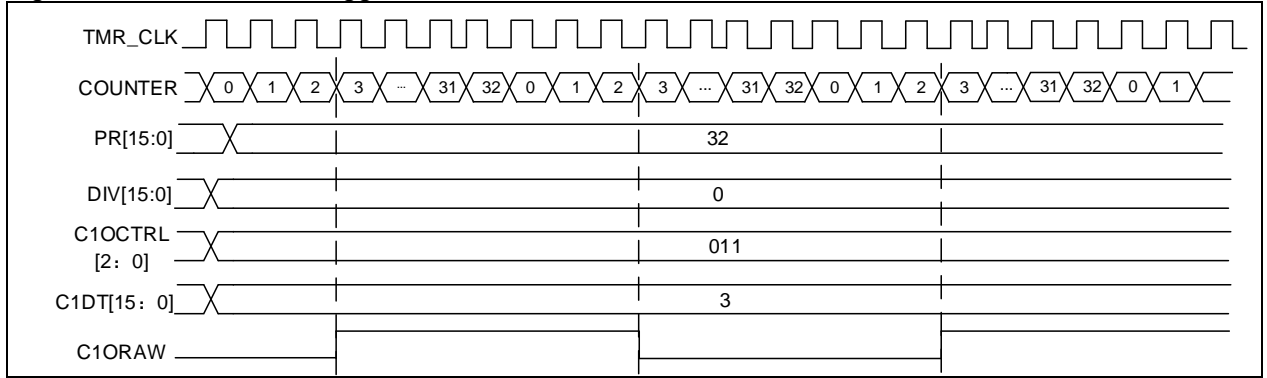 TMR_CLK
COUNTER 0 1 2 3 ... 31 32 0 1 2 3 ... 31 32 0 1 2 3 ... 31 32 0 1
PR[15:0] 32
DIV[15:0] 0
C1OCTRL
[2：0] 011
C1DT[15：0] 3
C1ORAW